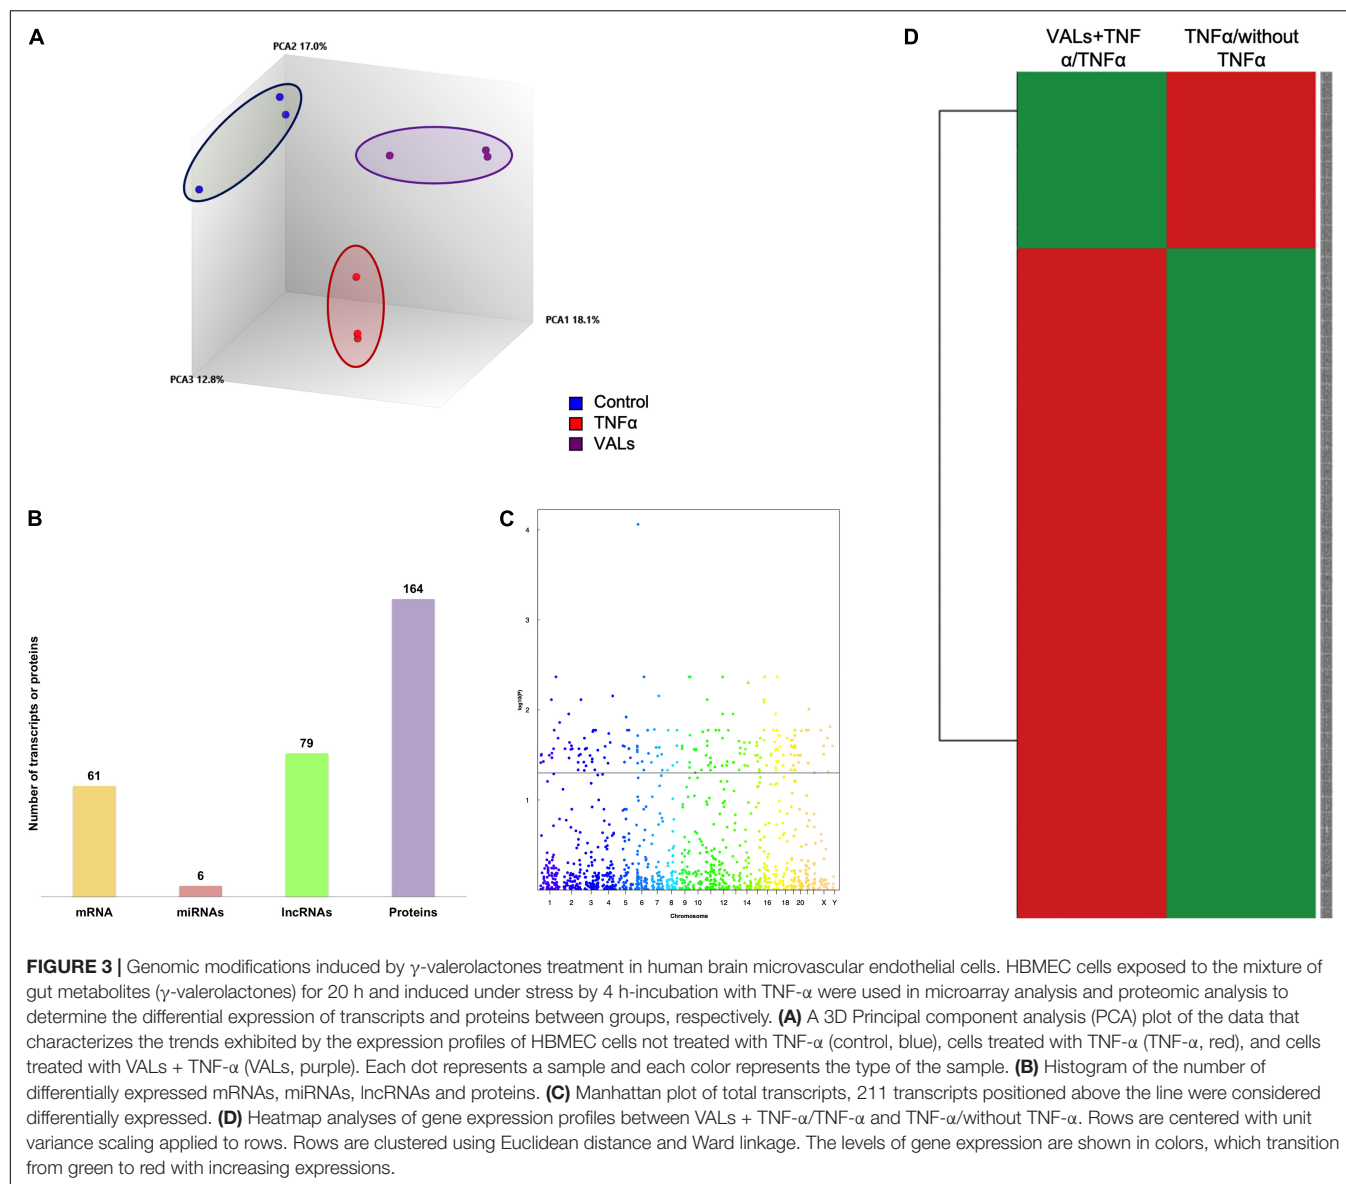 A
PCA2 17.0%
PCA1 18.1%
PCA3 12.8%
Control
TNFα
VALs
B
Number of transcripts or proteins
61
6
79
164
mRNA
miRNAs
lncRNAs
Proteins
C
log10(P)
4
3
2
1
1 2 3 4 5 6 7 8 9 10 12 14 16 18 20 X Y
Chromosome
D
VALs+TNF
α/TNFα
TNFα/without
TNFα
FIGURE 3 | Genomic modifications induced by γ-valerolactones treatment in human brain microvascular endothelial cells. HBMEC cells exposed to the mixture of
gut metabolites (γ-valerolactones) for 20 h and induced under stress by 4 h-incubation with TNF-α were used in microarray analysis and proteomic analysis to
determine the differential expression of transcripts and proteins between groups, respectively. (A) A 3D Principal component analysis (PCA) plot of the data that
characterizes the trends exhibited by the expression profiles of HBMEC cells not treated with TNF-α (control, blue), cells treated with TNF-α (TNF-α, red), and cells
treated with VALs + TNF-α (VALs, purple). Each dot represents a sample and each color represents the type of the sample. (B) Histogram of the number of
differentially expressed mRNAs, miRNAs, lncRNAs and proteins. (C) Manhattan plot of total transcripts, 211 transcripts positioned above the line were considered
differentially expressed. (D) Heatmap analyses of gene expression profiles between VALs + TNF-α/TNF-α and TNF-α/without TNF-α. Rows are centered with unit
variance scaling applied to rows. Rows are clustered using Euclidean distance and Ward linkage. The levels of gene expression are shown in colors, which transition
from green to red with increasing expressions.